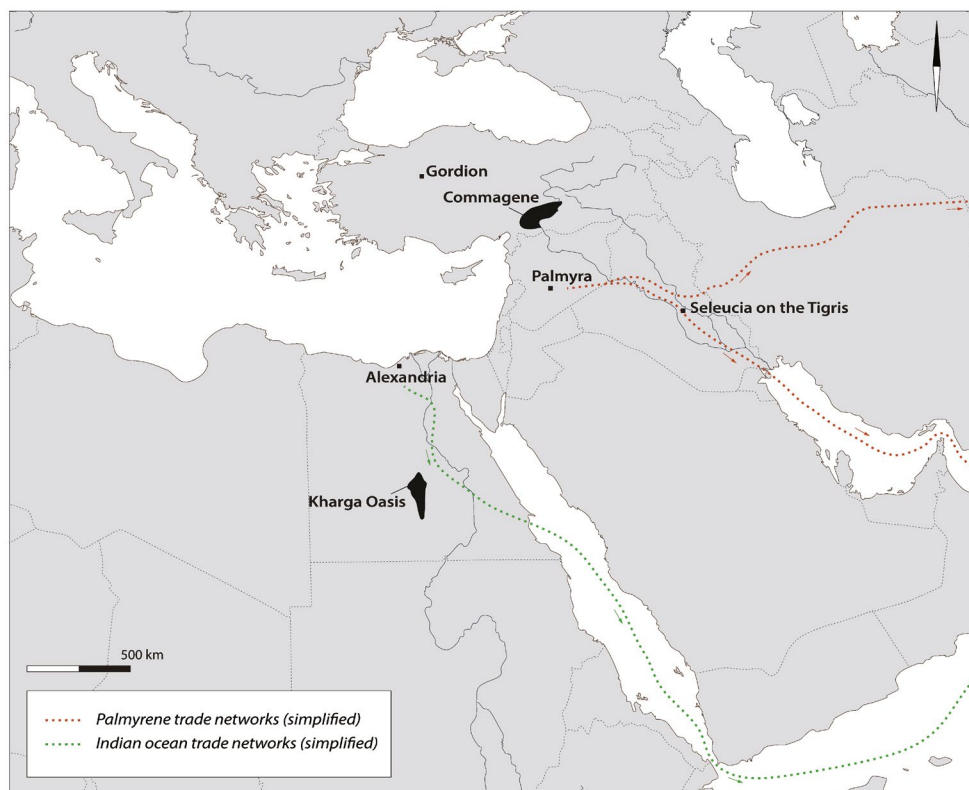 Gordion
Commagene
Palmyra
Seleucia on the Tigris
Alexandria
Kharga Oasis
500 km
Palmyrene trade networks (simplified)
Indian ocean trade networks (simplified)